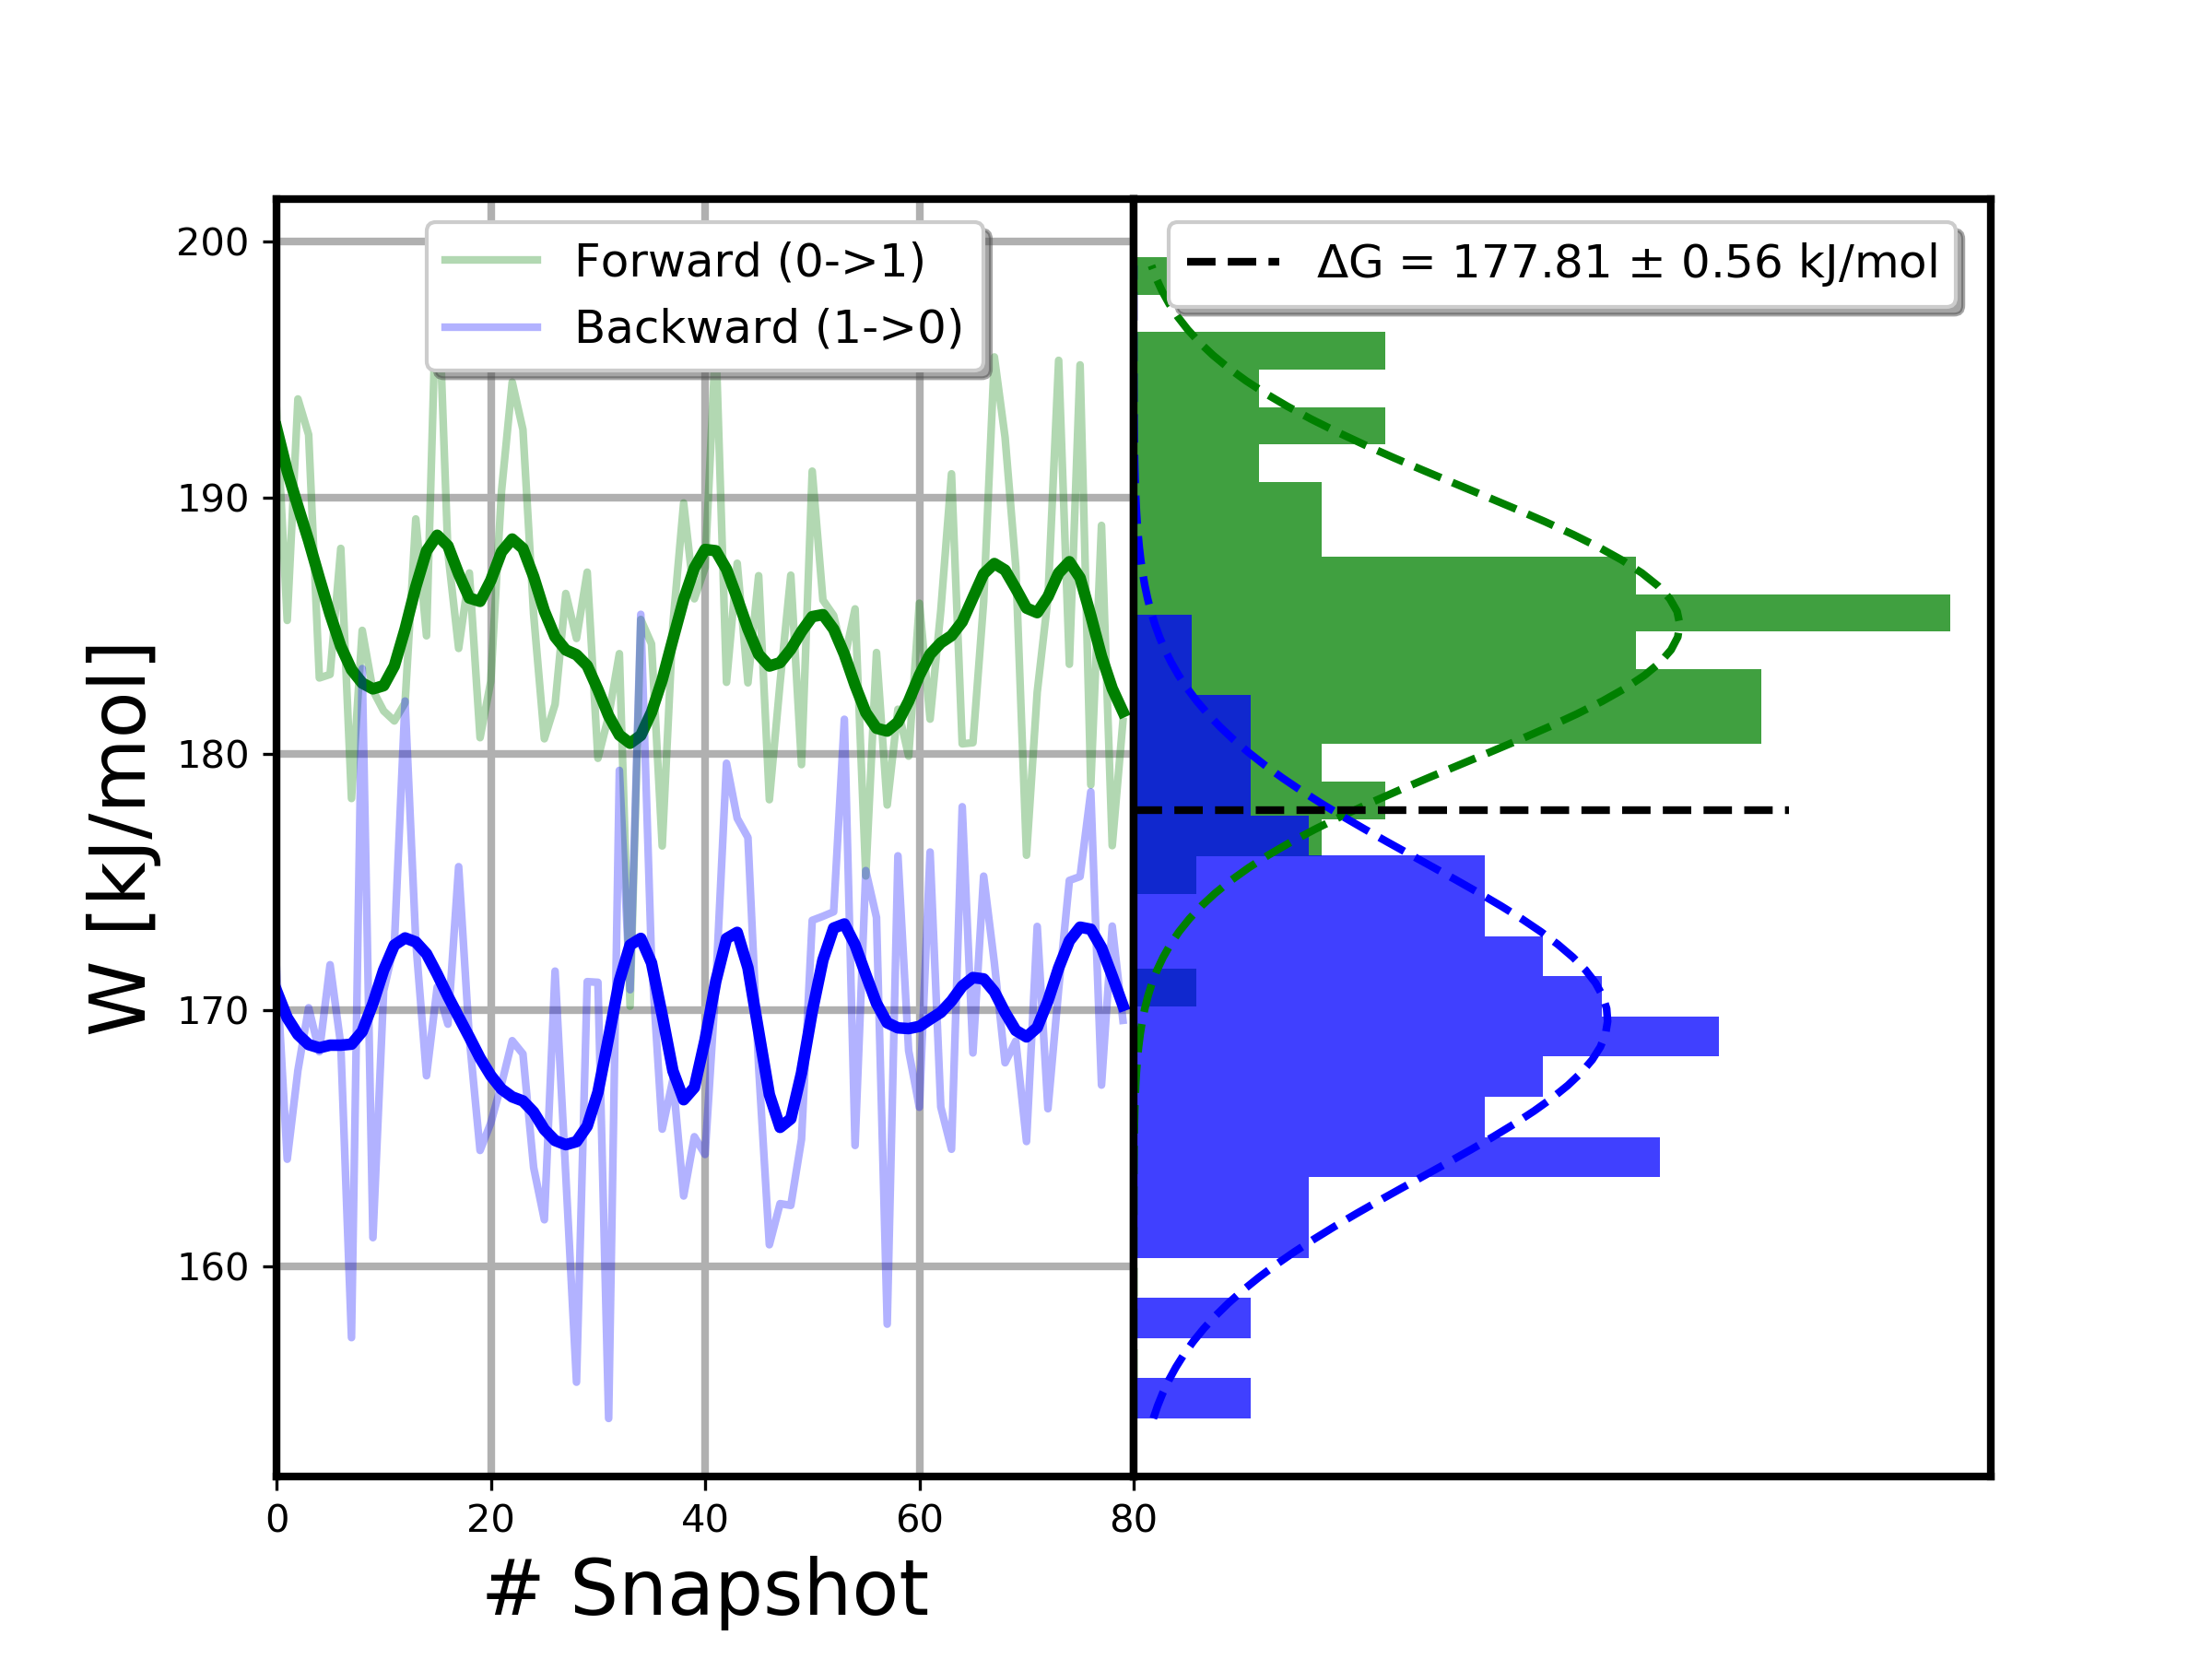 Forward (0->1)
Backward (1->0)
ΔG = 177.81 ± 0.56 kJ/mol
W [kJ/mol]
200
190
180
170
160
0 20 40 60 80
# Snapshot